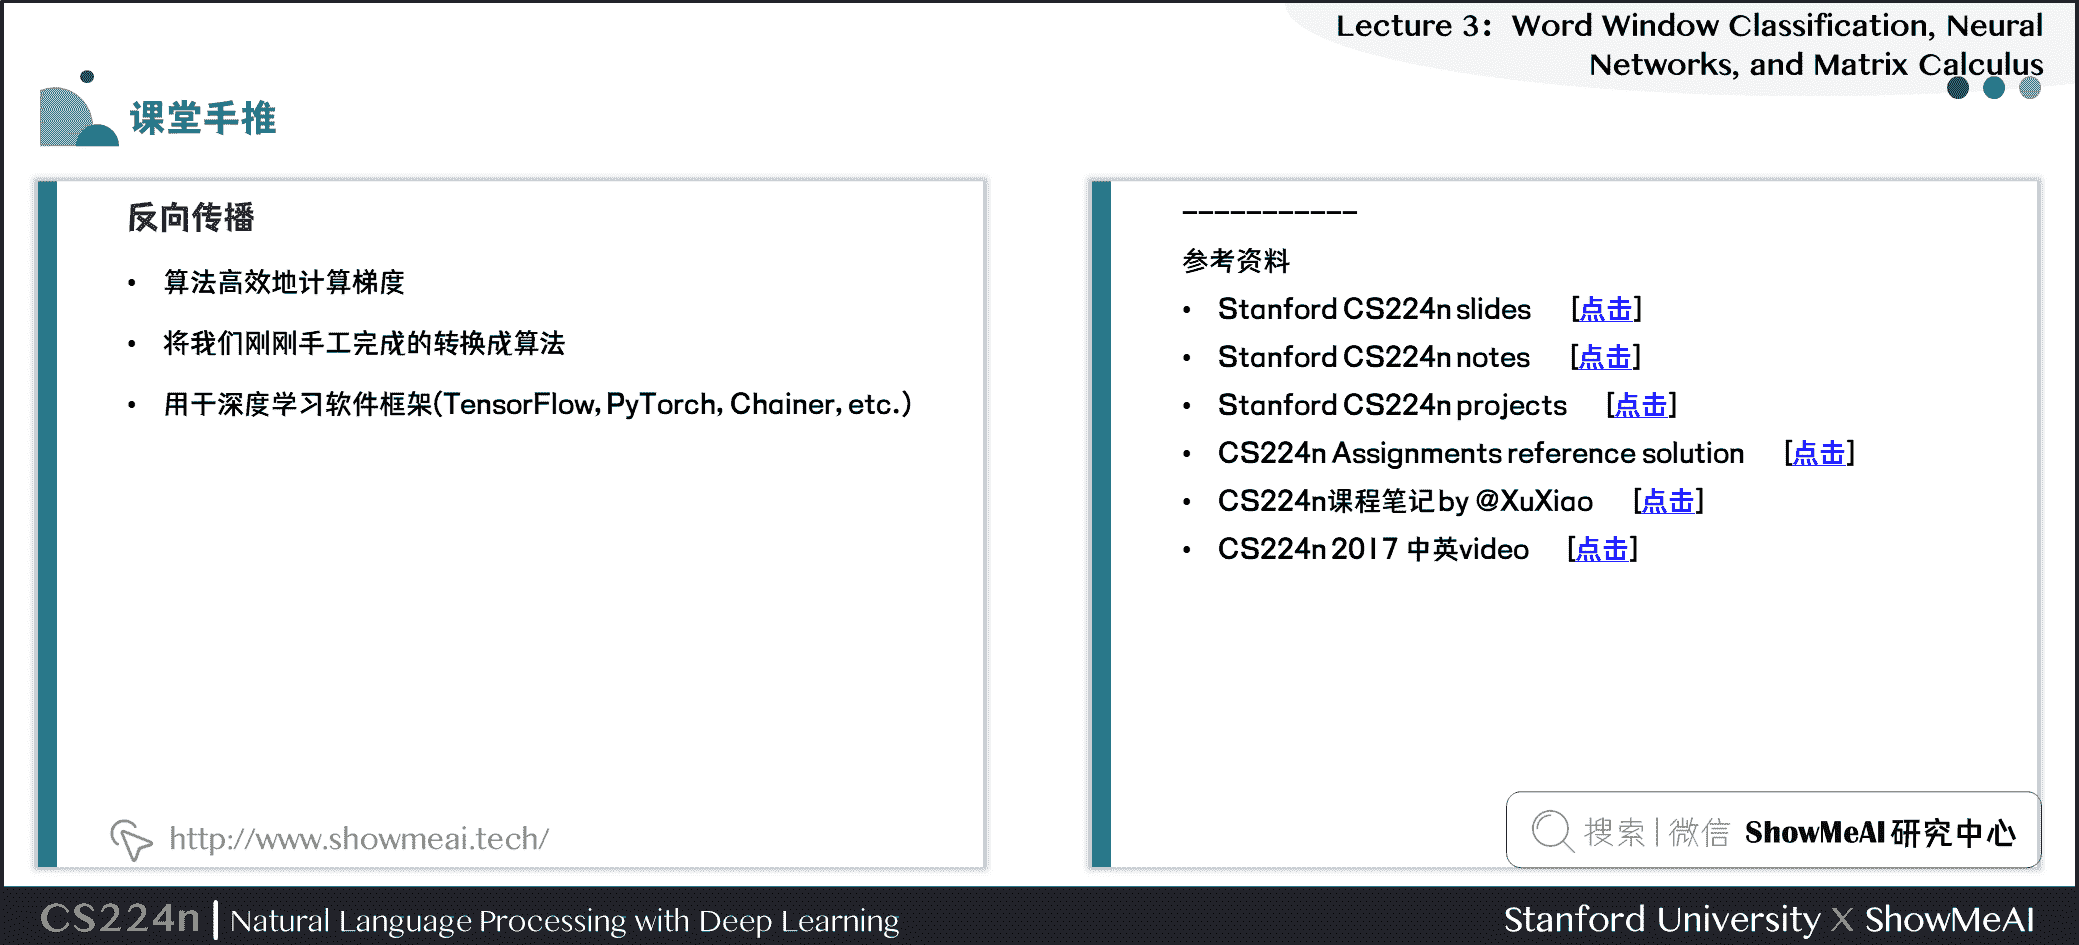 Lecture 3：Word Window Classification, Neural
Networks, and Matrix Calculus
课堂手推
反向传播
• 算法高效地计算梯度
• 将我们刚刚手工完成的转换成算法
• 用于深度学习软件框架(TensorFlow, PyTorch, Chainer, etc.)
http://www.showmeai.tech/
-----------
参考资料
• Stanford CS224n slides [点击]
• Stanford CS224n notes [点击]
• Stanford CS224n projects [点击]
• CS224n Assignments reference solution [点击]
• CS224n课程笔记 by @XuXiao [点击]
• CS224n 2017 中英video [点击]
搜索 | 微信 ShowMeAI 研究中心
CS224n | Natural Language Processing with Deep Learning
Stanford University X ShowMeAI